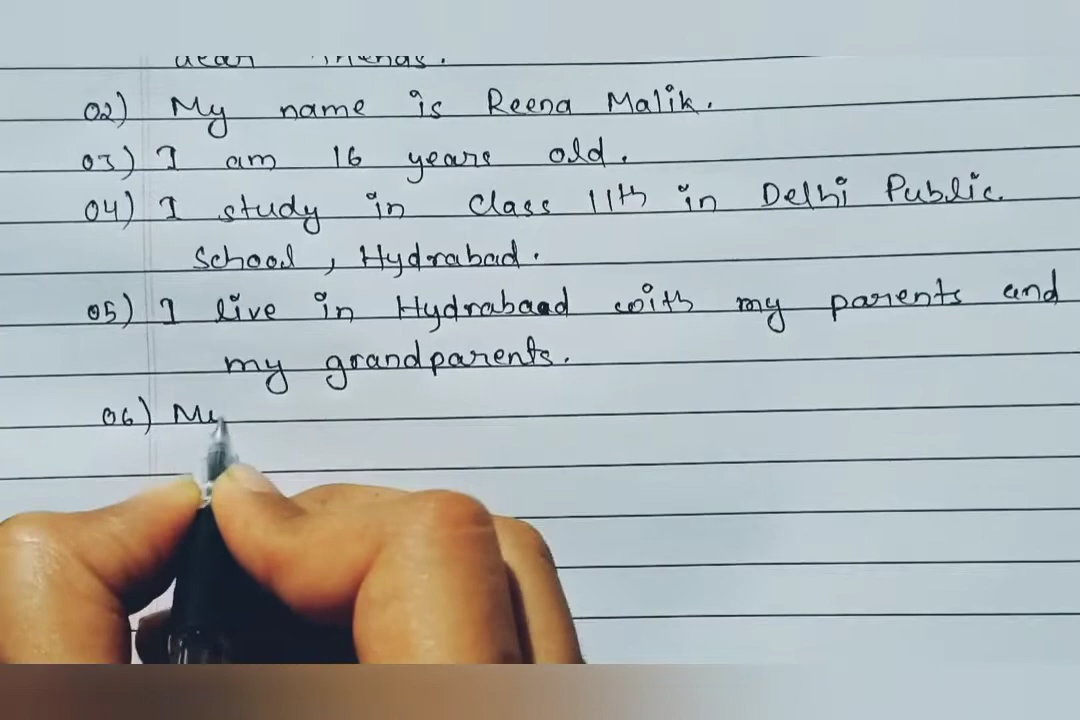 02) My name is Reena Malik.
03) I am 16 years old.
04) I study in Class 11th in Delhi Public
School, Hydrabad.
05) I live in Hydrabaad with my parents and
my grandparents.
06) My